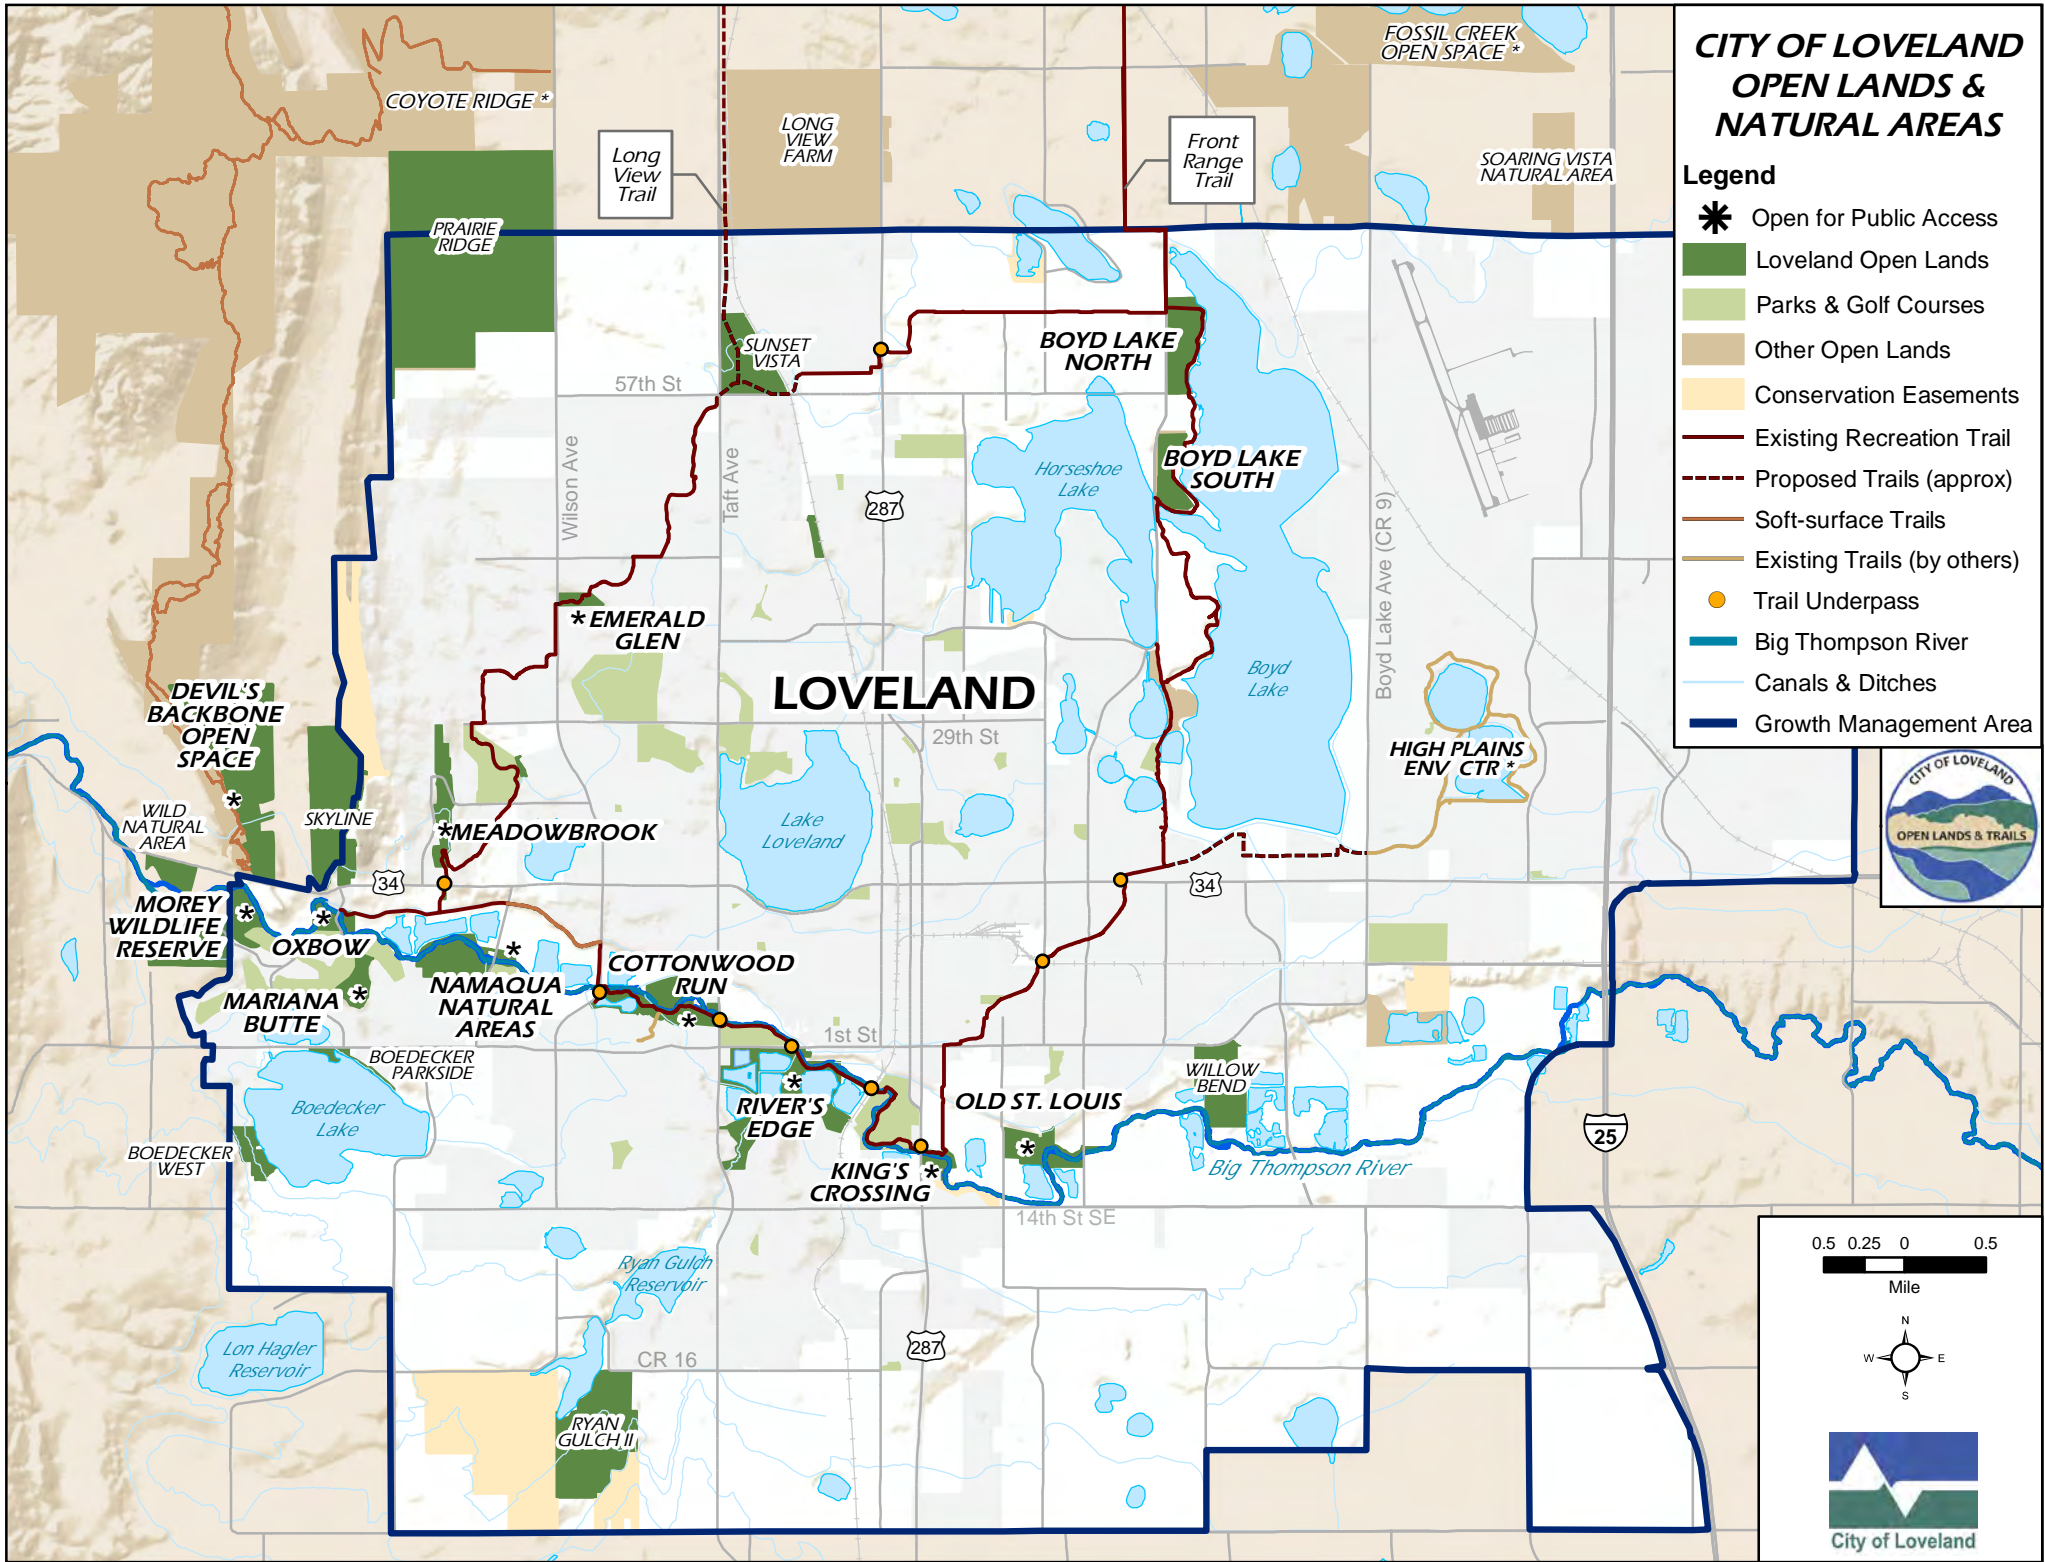 CITY OF LOVELAND
OPEN LANDS &
NATURAL AREAS
Legend
Open for Public Access
Loveland Open Lands
Parks & Golf Courses
Other Open Lands
Conservation Easements
Existing Recreation Trail
Proposed Trails (approx)
Soft-surface Trails
Existing Trails (by others)
Trail Underpass
Big Thompson River
Canals & Ditches
Growth Management Area
CITY OF LOVELAND
OPEN LANDS & TRAILS
FOSSIL CREEK
OPEN SPACE *
COYOTE RIDGE *
LONG
VIEW
FARM
Long
View
Trail
Front
Range
Trail
SOARING VISTA
NATURAL AREA
PRAIRIE
RIDGE
SUNSET
VISTA
BOYD LAKE
NORTH
57th St
Wilson Ave
Taft Ave
287
Horseshoe
Lake
BOYD LAKE
SOUTH
Boyd Lake Ave (CR 9)
* EMERALD
GLEN
LOVELAND
Boyd
Lake
DEVIL'S
BACKBONE
OPEN
SPACE
*
29th St
HIGH PLAINS
ENV CTR *
WILD
NATURAL
AREA
SKYLINE
*MEADOWBROOK
Lake
Loveland
34
34
MOREY
WILDLIFE
RESERVE
*
*
OXBOW
*
COTTONWOOD
RUN
*
MARIANA
BUTTE
*
NAMAQUA
NATURAL
AREAS
1st St
BOEDECKER
PARKSIDE
WILLOW
BEND
*
RIVER'S
EDGE
OLD ST. LOUIS
*
Boedecker
Lake
25
BOEDECKER
WEST
KING'S
CROSSING
*
Big Thompson River
14th St SE
Ryan Gulch
Reservoir
Lon Hagler
Reservoir
287
CR 16
RYAN
GULCH II
0.5 0.25 0 0.5
Mile
N
W E
S
City of Loveland